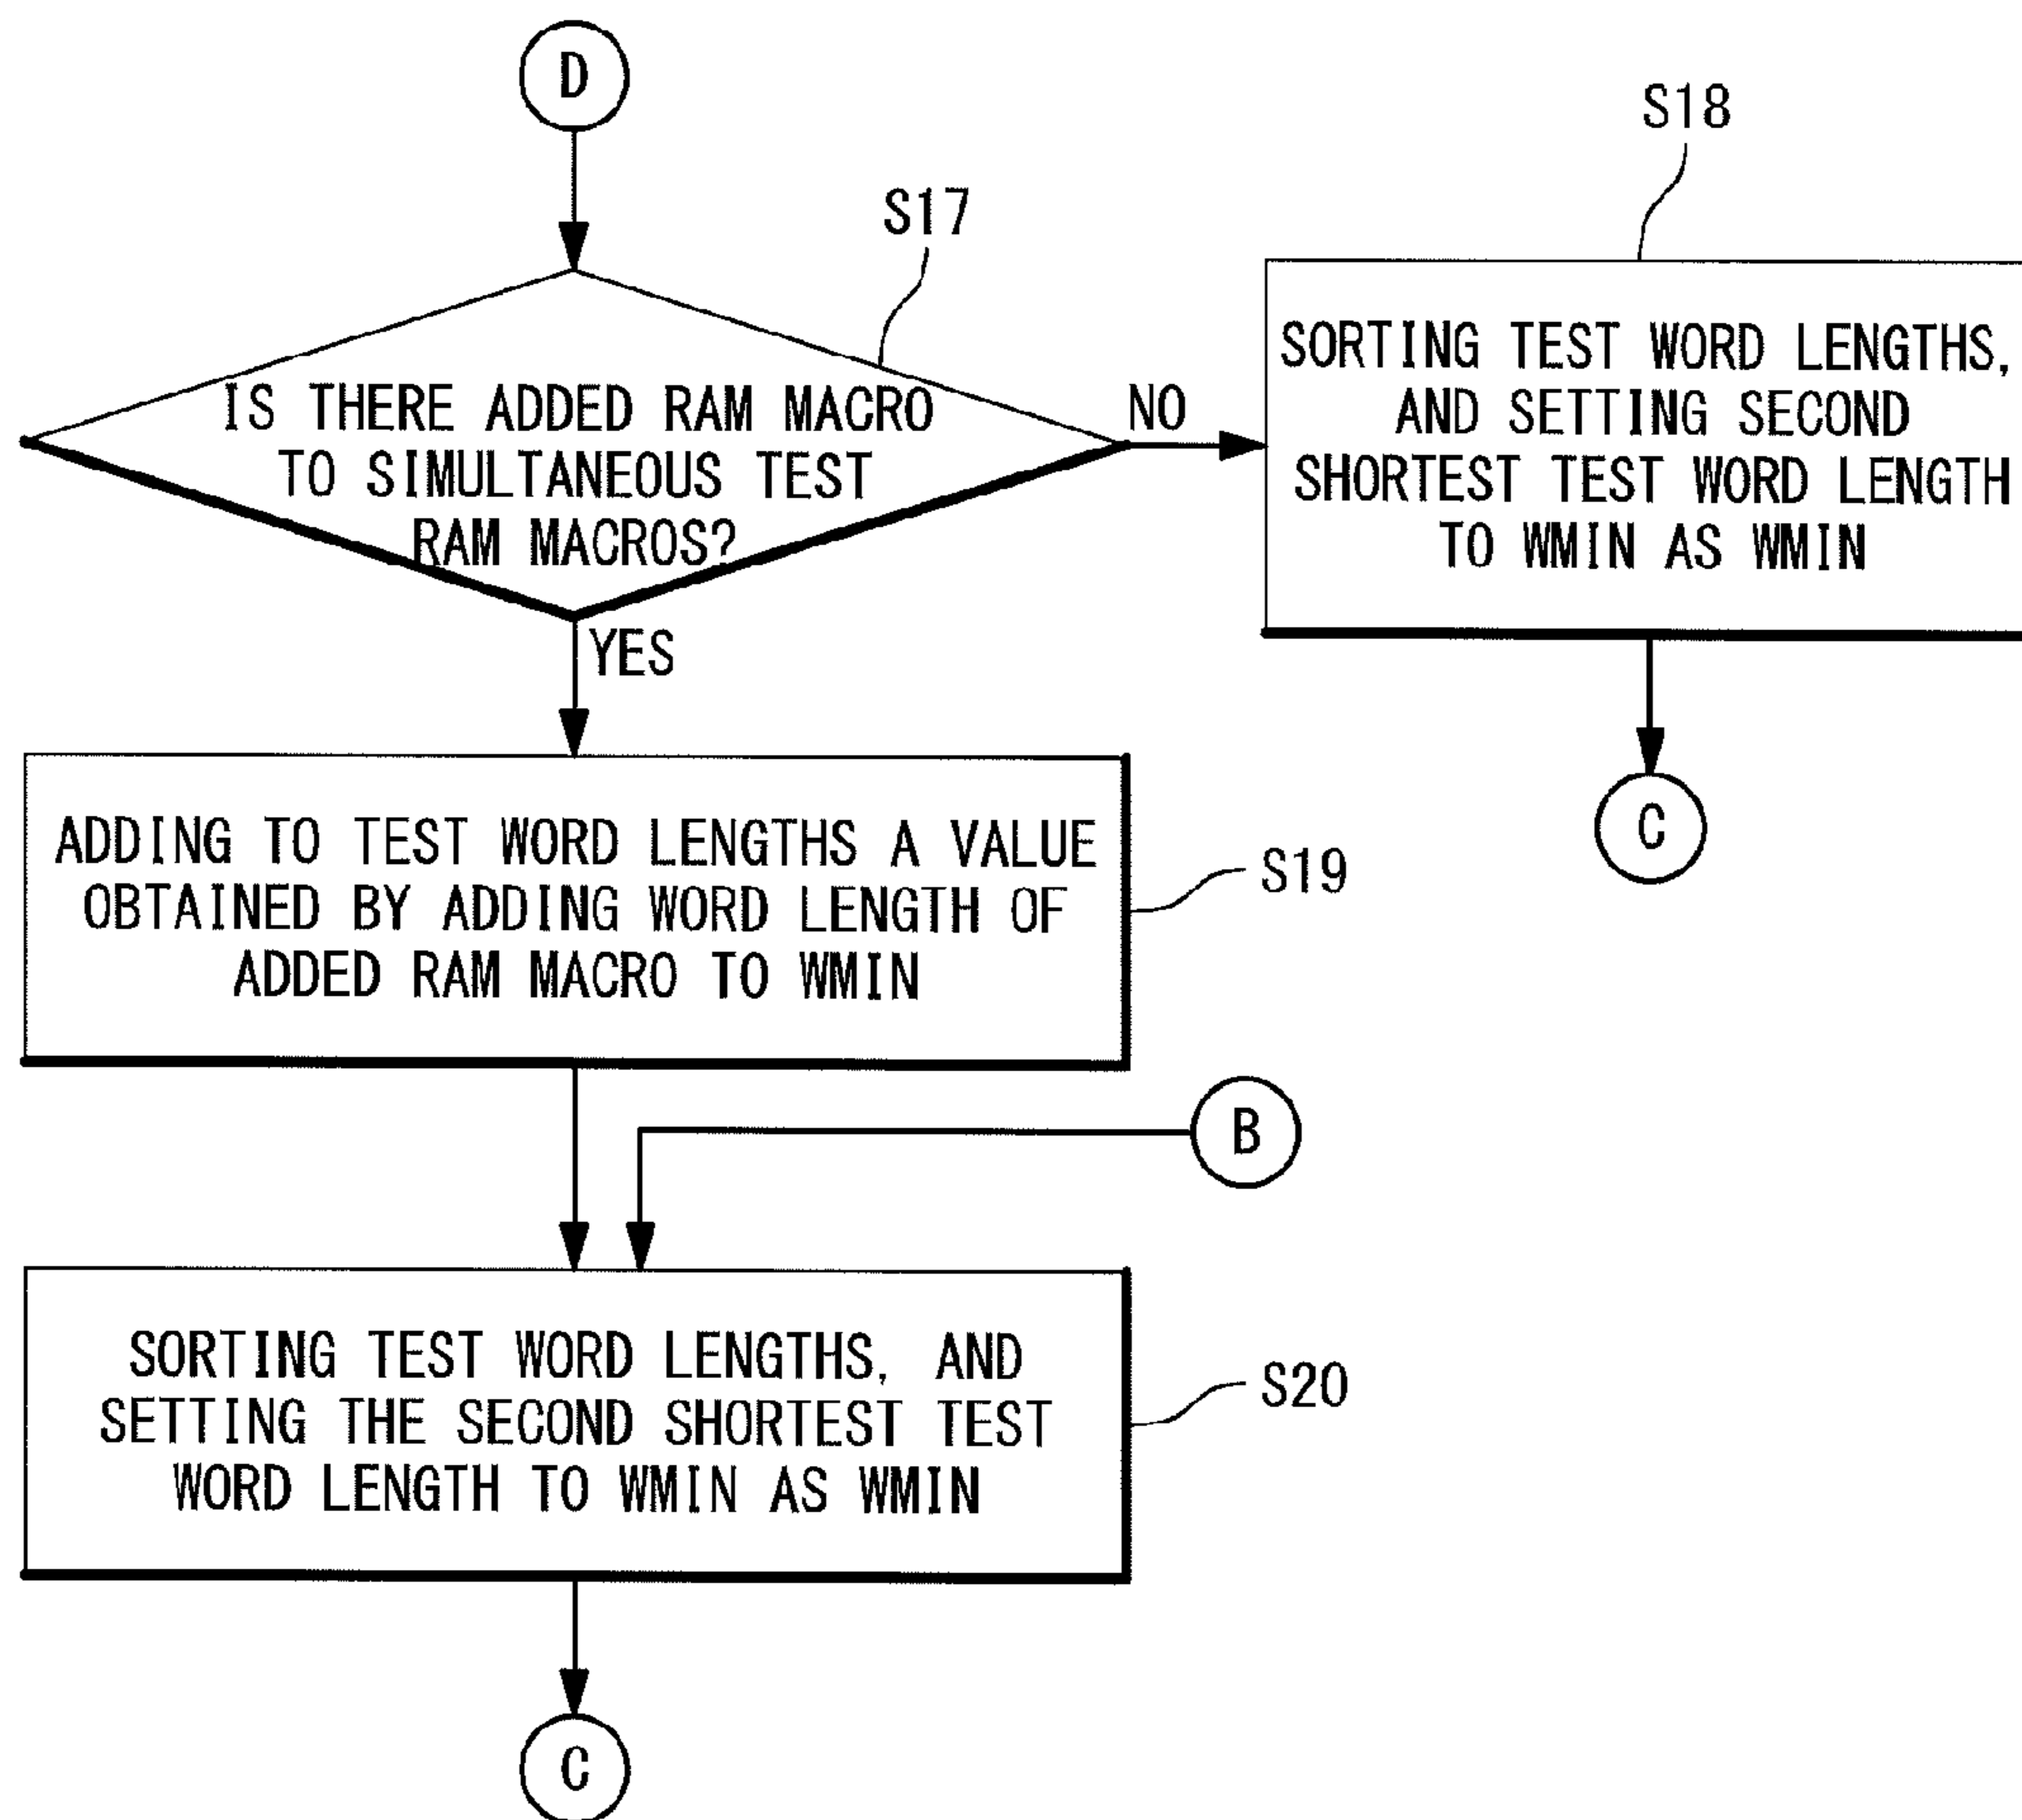 D
S17
IS THERE ADDED RAM MACRO
TO SIMULTANEOUS TEST
RAM MACROS?
NO
YES
S18
SORTING TEST WORD LENGTHS,
AND SETTING SECOND
SHORTEST TEST WORD LENGTH
TO WMIN AS WMIN
C
ADDING TO TEST WORD LENGTHS A VALUE
OBTAINED BY ADDING WORD LENGTH OF
ADDED RAM MACRO TO WMIN
S19
B
SORTING TEST WORD LENGTHS, AND
SETTING THE SECOND SHORTEST TEST
WORD LENGTH TO WMIN AS WMIN
S20
C